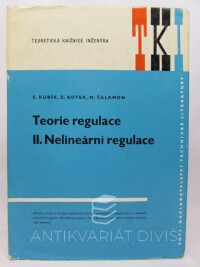 TEORETICKÁ KNIŽNICE INŽENÝRA
TKI
S. KUBÍK, Z. KOTEK, M. ŠALAMON
Teorie regulace
II. Nelineární regulace
ANTIKVARIÁT DIVIŠ
SNTL NAKLADATELSTVÍ TECHNICKÉ LITERATURY